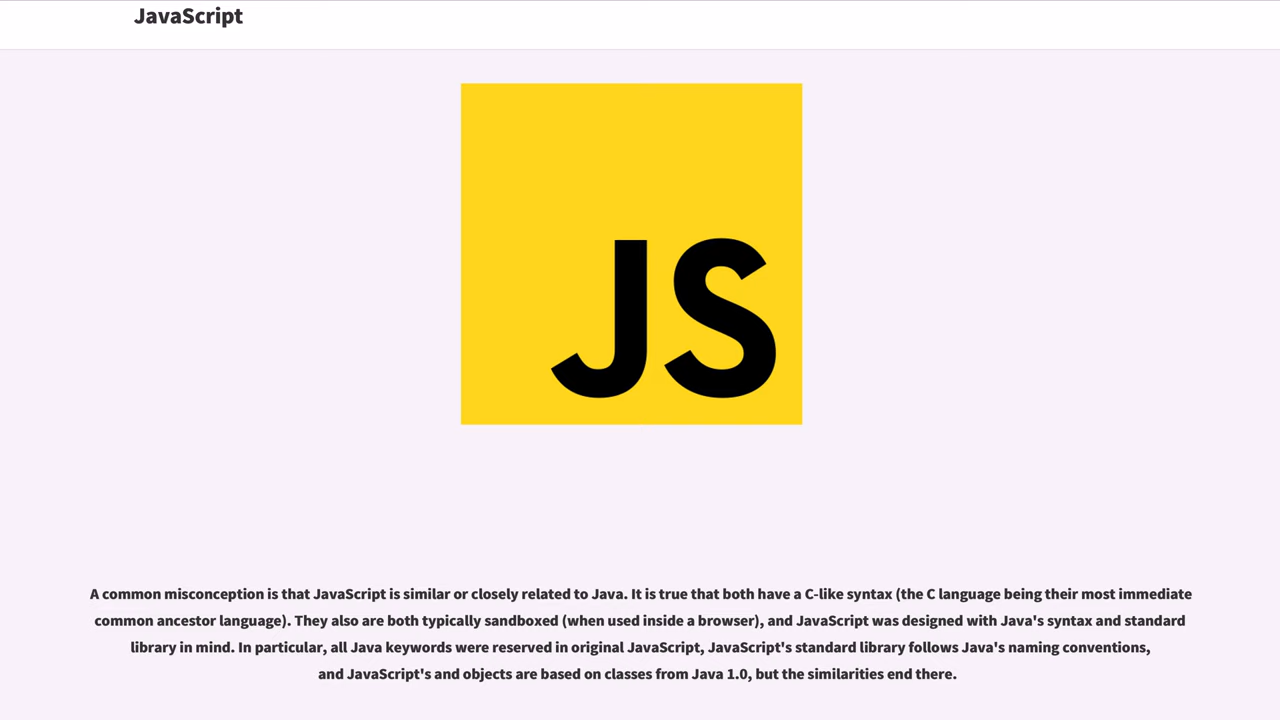 JavaScript
JS
A common misconception is that JavaScript is similar or closely related to Java. It is true that both have a C-like syntax (the C language being their most immediate
common ancestor language). They also are both typically sandboxed (when used inside a browser), and JavaScript was designed with Java's syntax and standard
library in mind. In particular, all Java keywords were reserved in original JavaScript, JavaScript's standard library follows Java's naming conventions,
and JavaScript's and objects are based on classes from Java 1.0, but the similarities end there.